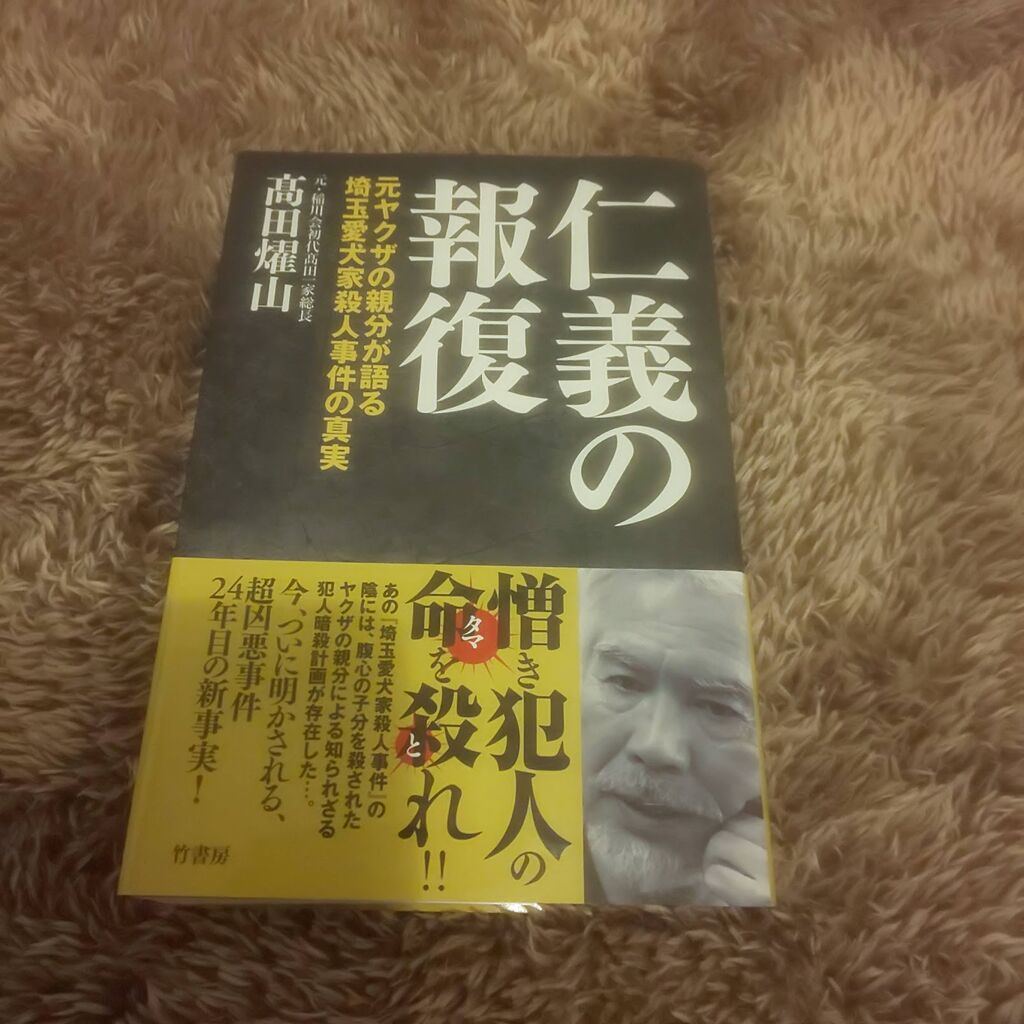 仁義の
報復
元ヤクザの親分が語る
埼玉愛犬家殺人事件の真実
元・稲川会初代髙田一家総長
髙田燿山
憎き犯人の
命を殺れ!!
タマ
と
あの『埼玉愛犬家殺人事件』の
陰には、腹心の子分を殺された
ヤクザの親分による知られざる
犯人暗殺計画が存在した…。
今、ついに明かされる、
超凶悪事件
24年目の新事実!
竹書房